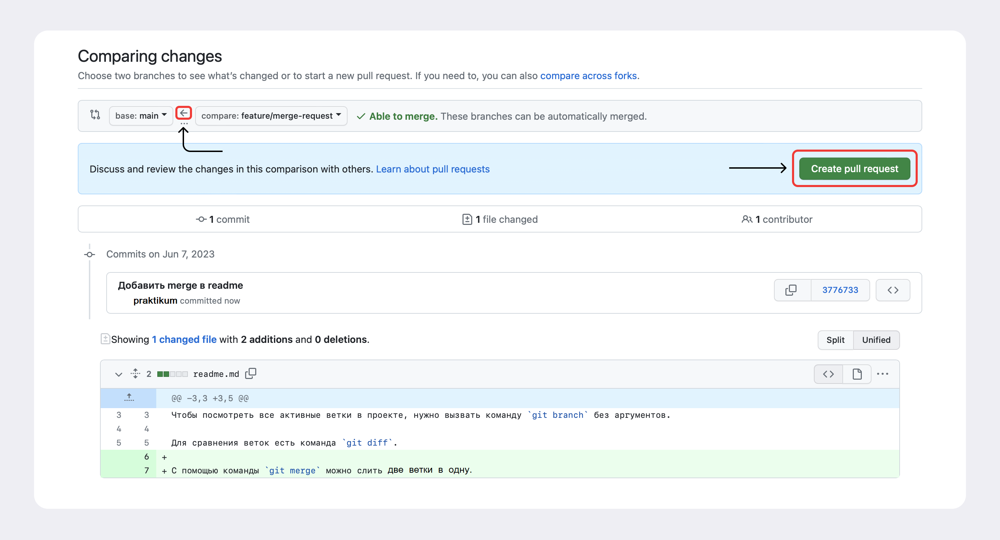 Comparing changes
Choose two branches to see what’s changed or to start a new pull request. If you need to, you can also compare across forks.
base: main ... compare: feature/merge-request Able to merge. These branches can be automatically merged.
Discuss and review the changes in this comparison with others. Learn about pull requests Create pull request
1 commit 1 file changed 1 contributor
Commits on Jun 7, 2023
Добавить merge в readme
3776733
praktikum committed now
Showing 1 changed file with 2 additions and 0 deletions. Split Unified
2 readme.md
@@ −3,3 +3,5 @@
3 3 Чтобы посмотреть все активные ветки в проекте, нужно вызвать команду `git branch` без аргументов.
4 4
5 5 Для сравнения веток есть команда `git diff`.
6 +
7 + С помощью команды `git merge` можно слить две ветки в одну.